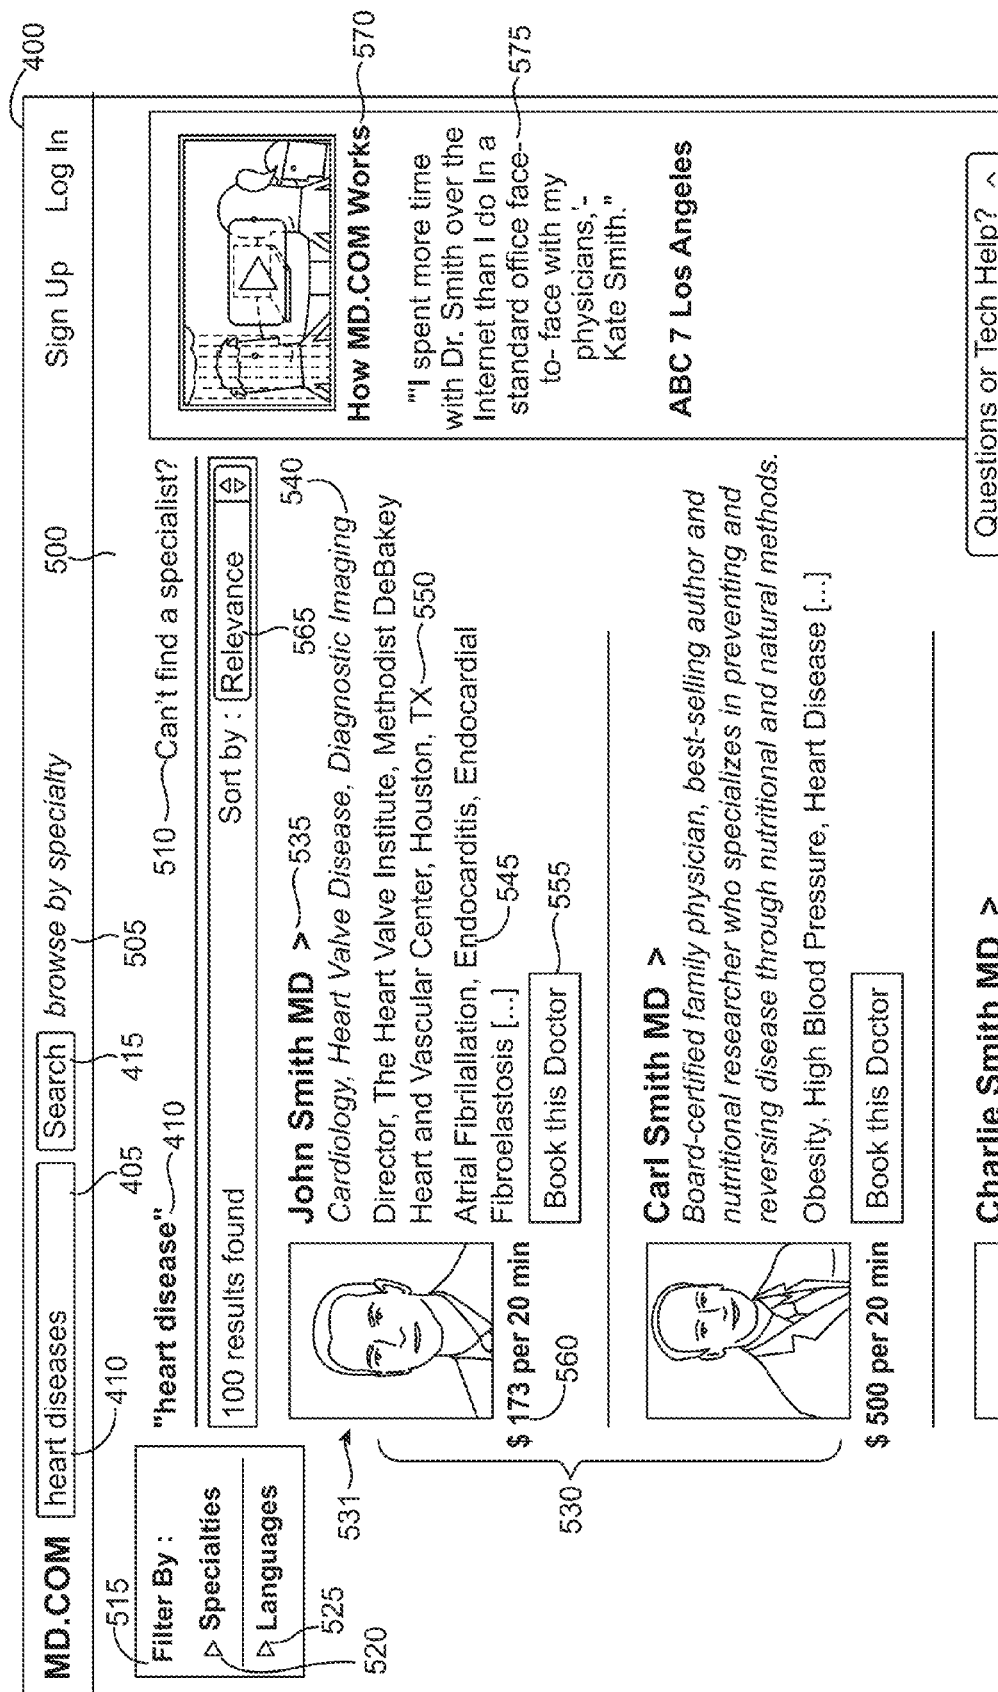 400
MD.COM heart diseases Search browse by specialty Sign Up Log In
410 405 415 505 500
515
Filter By :
Specialties
Languages
525
520
"heart disease" 410 510 Can't find a specialist?
100 results found Sort by : Relevance
565
531
530
John Smith MD > 535
540
Cardiology, Heart Valve Disease, Diagnostic Imaging
Director, The Heart Valve Institute, Methodist DeBakey
Heart and Vascular Center, Houston, TX 550
Atrial Fibrilallation, Endocarditis, Endocardial
Fibroelastosis [...] 545
$ 173 per 20 min Book this Doctor 555
560
Carl Smith MD >
Board-certified family physician, best-selling author and
nutritional researcher who specializes in preventing and
reversing disease through nutritional and natural methods.
Obesity, High Blood Pressure, Heart Disease [...]
$ 500 per 20 min Book this Doctor
Charlie Smith MD >
How MD.COM Works 570
"'I spent more time
with Dr. Smith over the
Internet than I do In a
standard office face- 575
to- face with my
physicians,'-
Kate Smith."
ABC 7 Los Angeles
Questions or Tech Help? ^